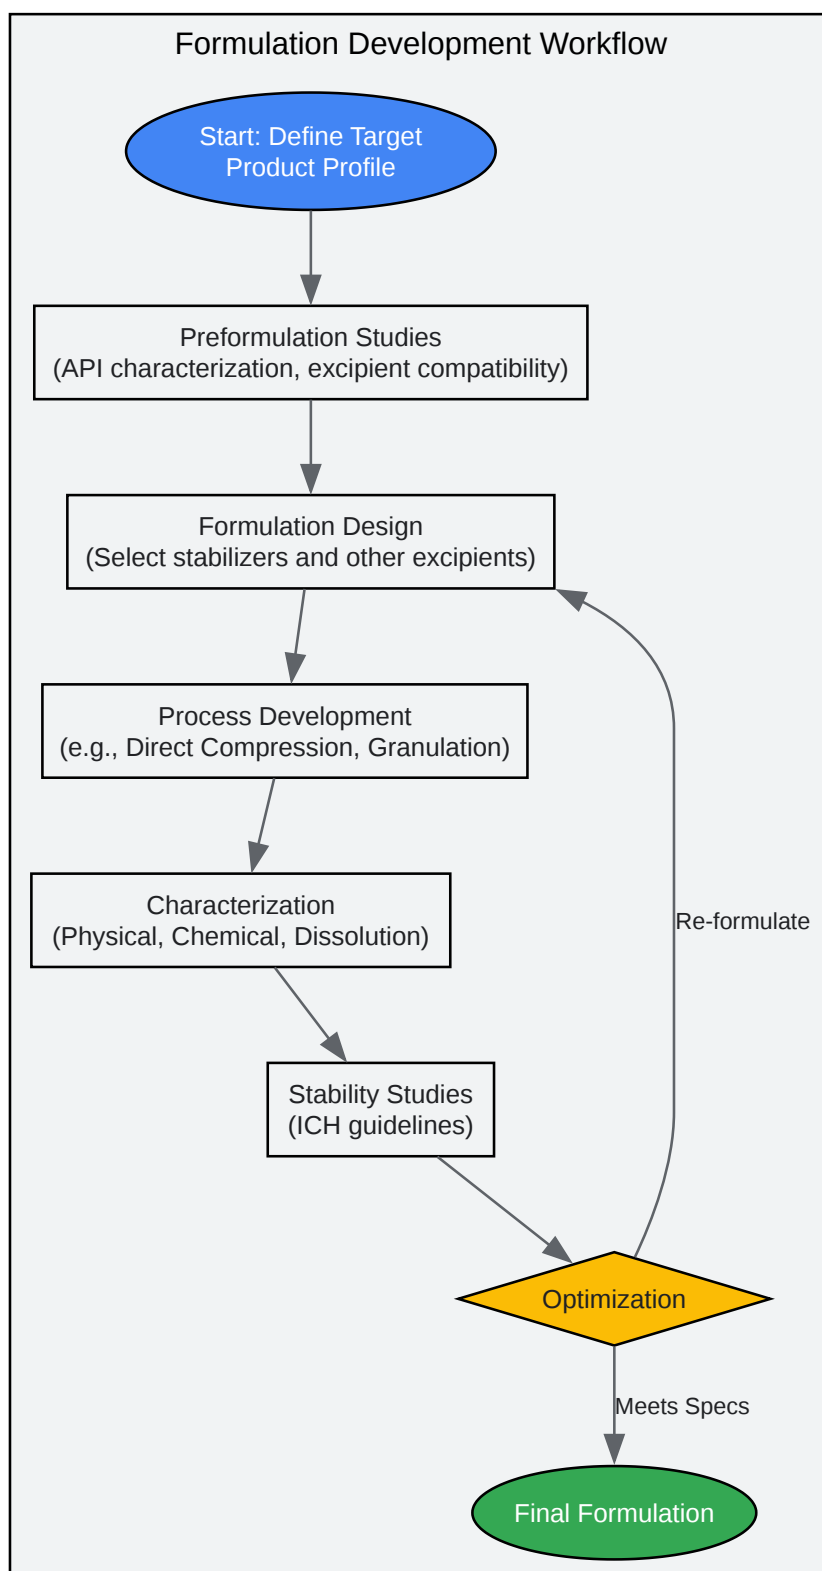 Formulation Development Workflow
Start: Define Target
Product Profile
Preformulation Studies
(API characterization, excipient compatibility)
Formulation Design
(Select stabilizers and other excipients)
Process Development
(e.g., Direct Compression, Granulation)
Characterization
(Physical, Chemical, Dissolution)
Re-formulate
Stability Studies
(ICH guidelines)
Optimization
Meets Specs
Final Formulation